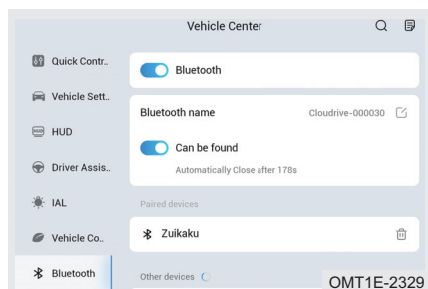 Vehicle Center
Quick Contr..
Bluetooth
Vehicle Sett..
Bluetooth name
Cloudrive-000030
HUD
Can be found
Driver Assis..
Automatically Close after 178s
IAL
Paired devices
Vehicle Co..
Zuikaku
Bluetooth
Other devices
OMT1E-2329